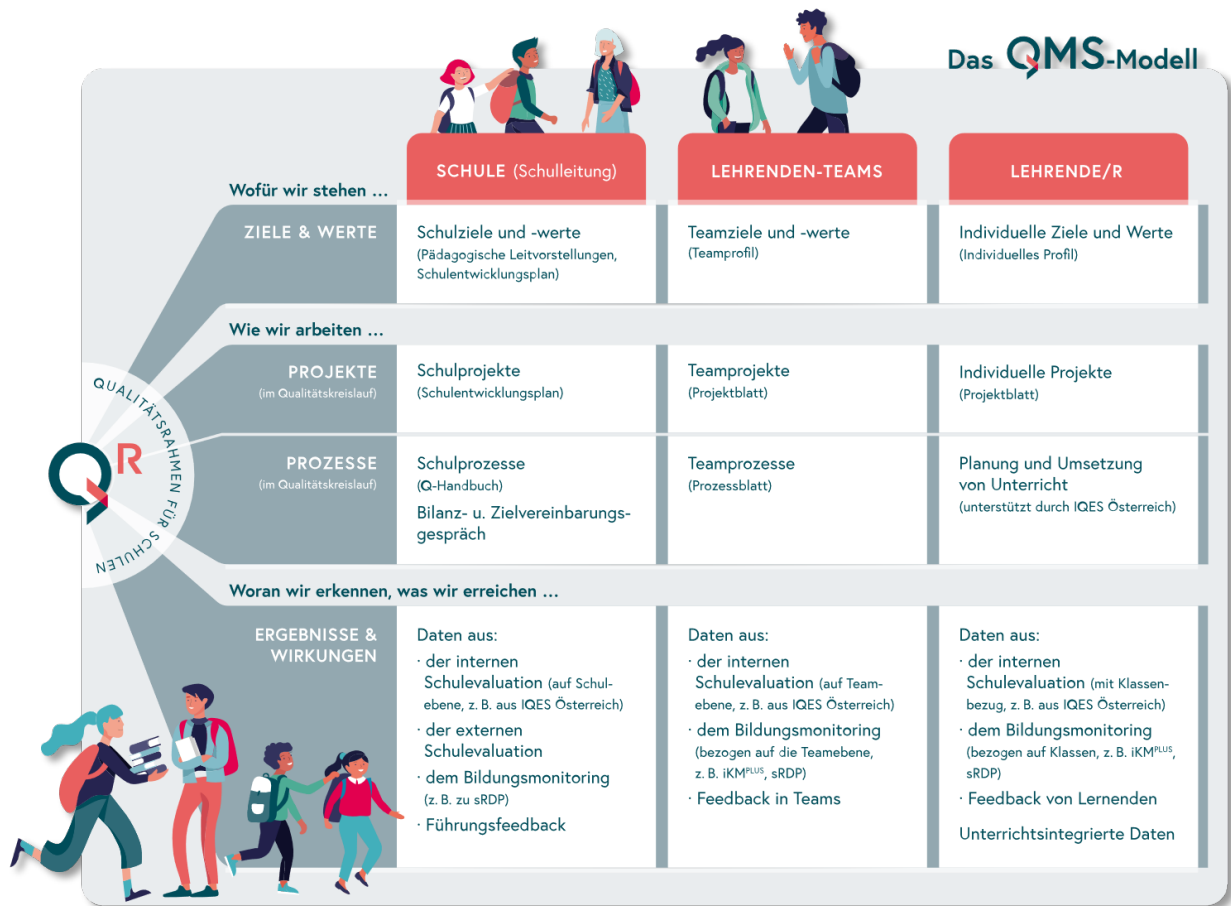 Das QMS-Modell
SCHULE (Schulleitung)
LEHRENDEN-TEAMS
LEHRENDE/R
Wofür wir stehen ...
ZIELE & WERTE
Schulziele und -werte
(Pädagogische Leitvorstellungen,
Schulentwicklungsplan)
Teamziele und -werte
(Teamprofil)
Individuelle Ziele und Werte
(Individuelles Profil)
Wie wir arbeiten ...
PROJEKTE
(im Qualitätskreislauf)
Schulprojekte
(Schulentwicklungsplan)
Teamprojekte
(Projektblatt)
Individuelle Projekte
(Projektblatt)
QUALITÄTSRAHMEN FÜR SCHULEN
QR
PROZESSE
(im Qualitätskreislauf)
Schulprozesse
(Q-Handbuch)
Bilanz- u. Zielvereinbarungs-
gespräch
Teamprozesse
(Prozessblatt)
Planung und Umsetzung
von Unterricht
(unterstützt durch IQES Österreich)
Woran wir erkennen, was wir erreichen ...
ERGEBNISSE &
WIRKUNGEN
Daten aus:
· der internen
Schulevaluation (auf Schul-
ebene, z. B. aus IQES Österreich)
· der externen
Schulevaluation
· dem Bildungsmonitoring
(z. B. zu sRDP)
· Führungsfeedback
Daten aus:
· der internen
Schulevaluation (auf Team-
ebene, z. B. aus IQES Österreich)
· dem Bildungsmonitoring
(bezogen auf die Teamebene,
z. B. iKMPLUS, sRDP)
· Feedback in Teams
Daten aus:
· der internen
Schulevaluation (mit Klassen-
bezug, z. B. aus IQES Österreich)
· dem Bildungsmonitoring
(bezogen auf Klassen, z. B. iKMPLUS,
sRDP)
· Feedback von Lernenden
Unterrichtsintegrierte Daten